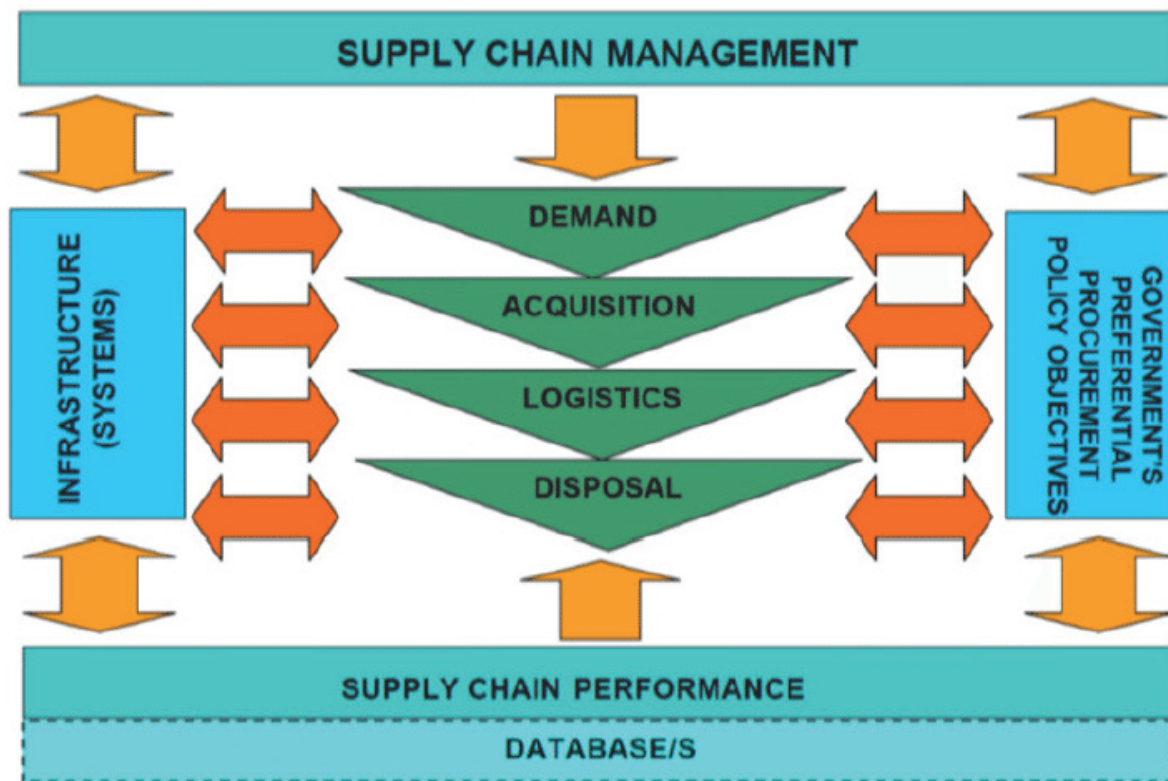 SUPPLY CHAIN MANAGEMENT
INFRASTRUCTURE
(SYSTEMS)
DEMAND
ACQUISITION
LOGISTICS
DISPOSAL
GOVERNMENT'S
PREFERENTIAL
PROCUREMENT
POLICY OBJECTIVES
SUPPLY CHAIN PERFORMANCE
DATABASE/S